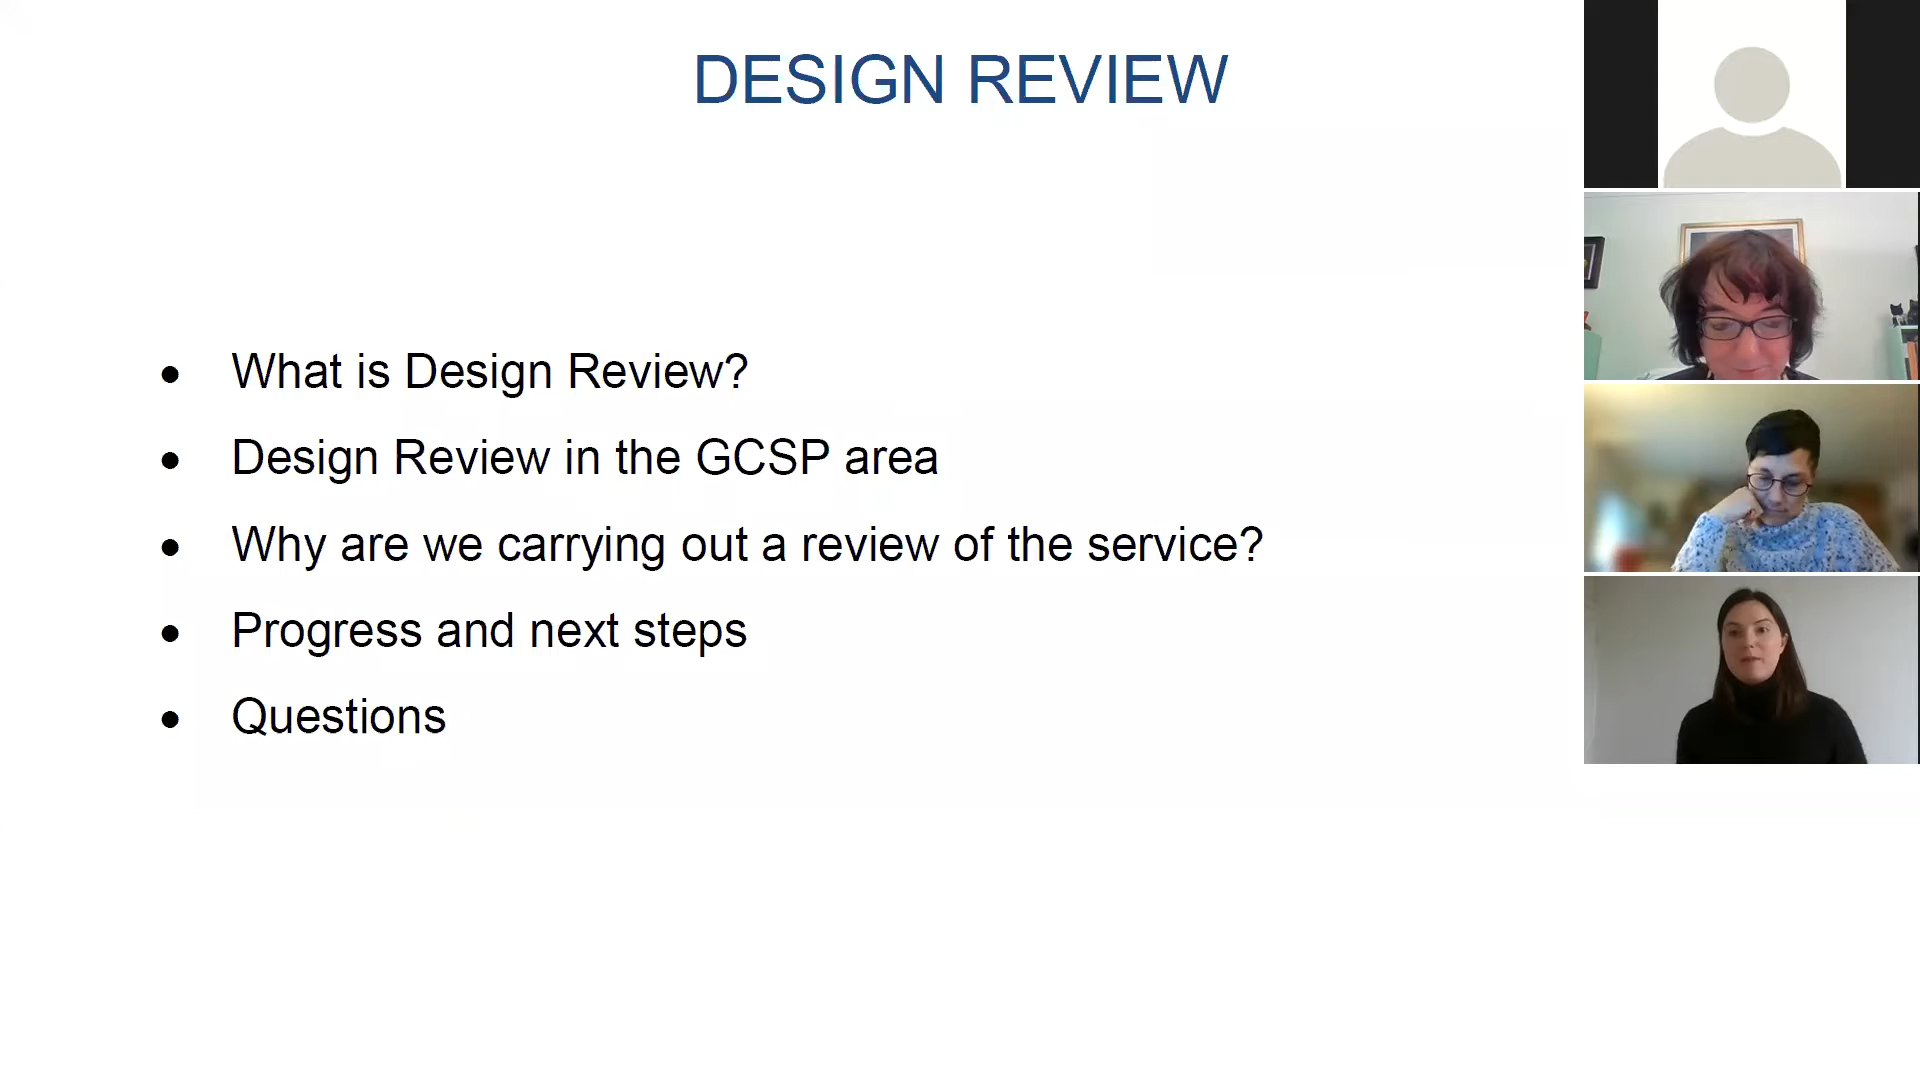 DESIGN REVIEW
• What is Design Review?
• Design Review in the GCSP area
• Why are we carrying out a review of the service?
• Progress and next steps
• Questions